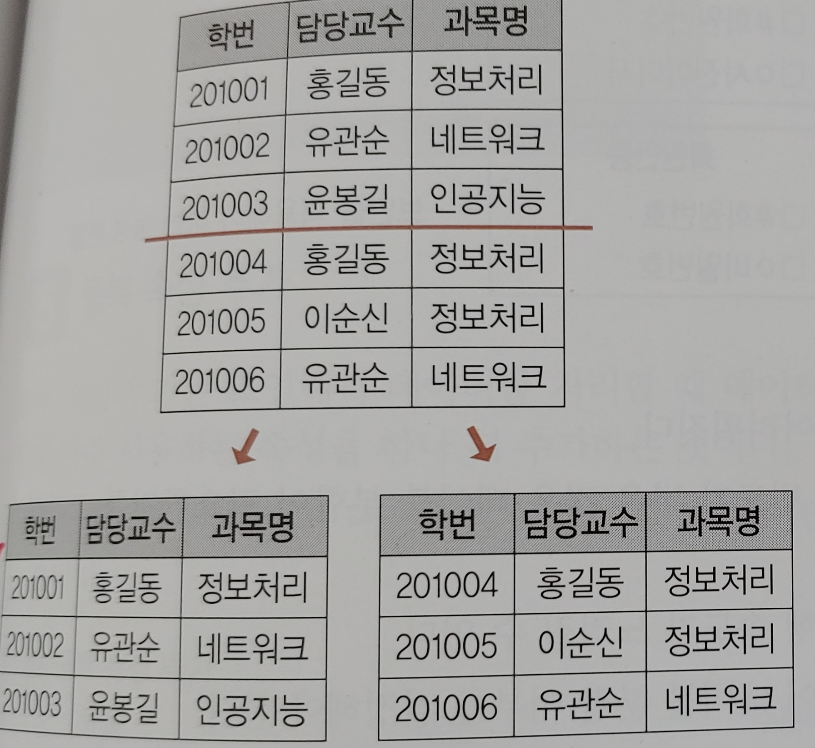 학번 담당교수 과목명
201001 홍길동 정보처리
201002 유관순 네트워크
201003 윤봉길 인공지능
201004 홍길동 정보처리
201005 이순신 정보처리
201006 유관순 네트워크
학번 담당교수 과목명
201001 홍길동 정보처리
201002 유관순 네트워크
201003 윤봉길 인공지능
학번 담당교수 과목명
201004 홍길동 정보처리
201005 이순신 정보처리
201006 유관순 네트워크